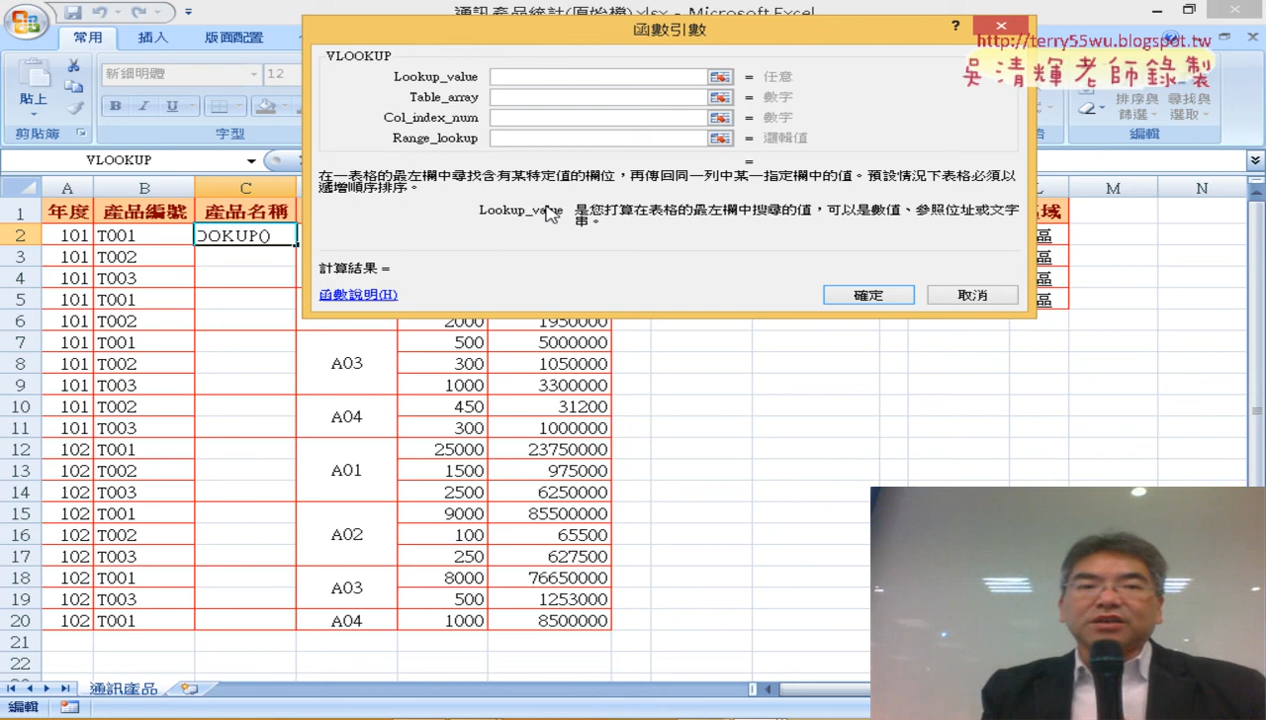 通訊產品統計(原始檔).xlsx - Microsoft Excel
常用 插入 版面配置
貼上
剪貼簿
新細明體 12
B I U
字型
排序與篩選 尋找與選取
編輯
http://terry55wu.blogspot.tw
吳清輝老師錄製
函數引數
?
VLOOKUP
Lookup_value = 任意
Table_array = 數字
Col_index_num = 數字
Range_lookup = 邏輯值
=
在一表格的最左欄中尋找含有某特定值的欄位，再傳回同一列中某一指定欄中的值。預設情況下表格必須以
遞增順序排序。
Lookup_value 是您打算在表格的最左欄中搜尋的值，可以是數值、參照位址或文字
串。
計算結果 =
函數說明(H)
確定 取消
VLOOKUP
A B C L M N
1 年度 產品編號 產品名稱 區域
2 101 T001 OOKUP() 區
3 101 T002 區
4 101 T003 區
5 101 T001 區
6 101 T002 2000 1950000
7 101 T001 A03 500 5000000
8 101 T002 300 1050000
9 101 T003 1000 3300000
10 101 T002 A04 450 31200
11 101 T003 300 1000000
12 102 T001 A01 25000 23750000
13 102 T002 1500 975000
14 102 T003 2500 6250000
15 102 T001 A02 9000 85500000
16 102 T002 100 65500
17 102 T003 250 627500
18 102 T001 A03 8000 76650000
19 102 T003 500 1253000
20 102 T001 A04 1000 8500000
21
22
通訊產品
編輯